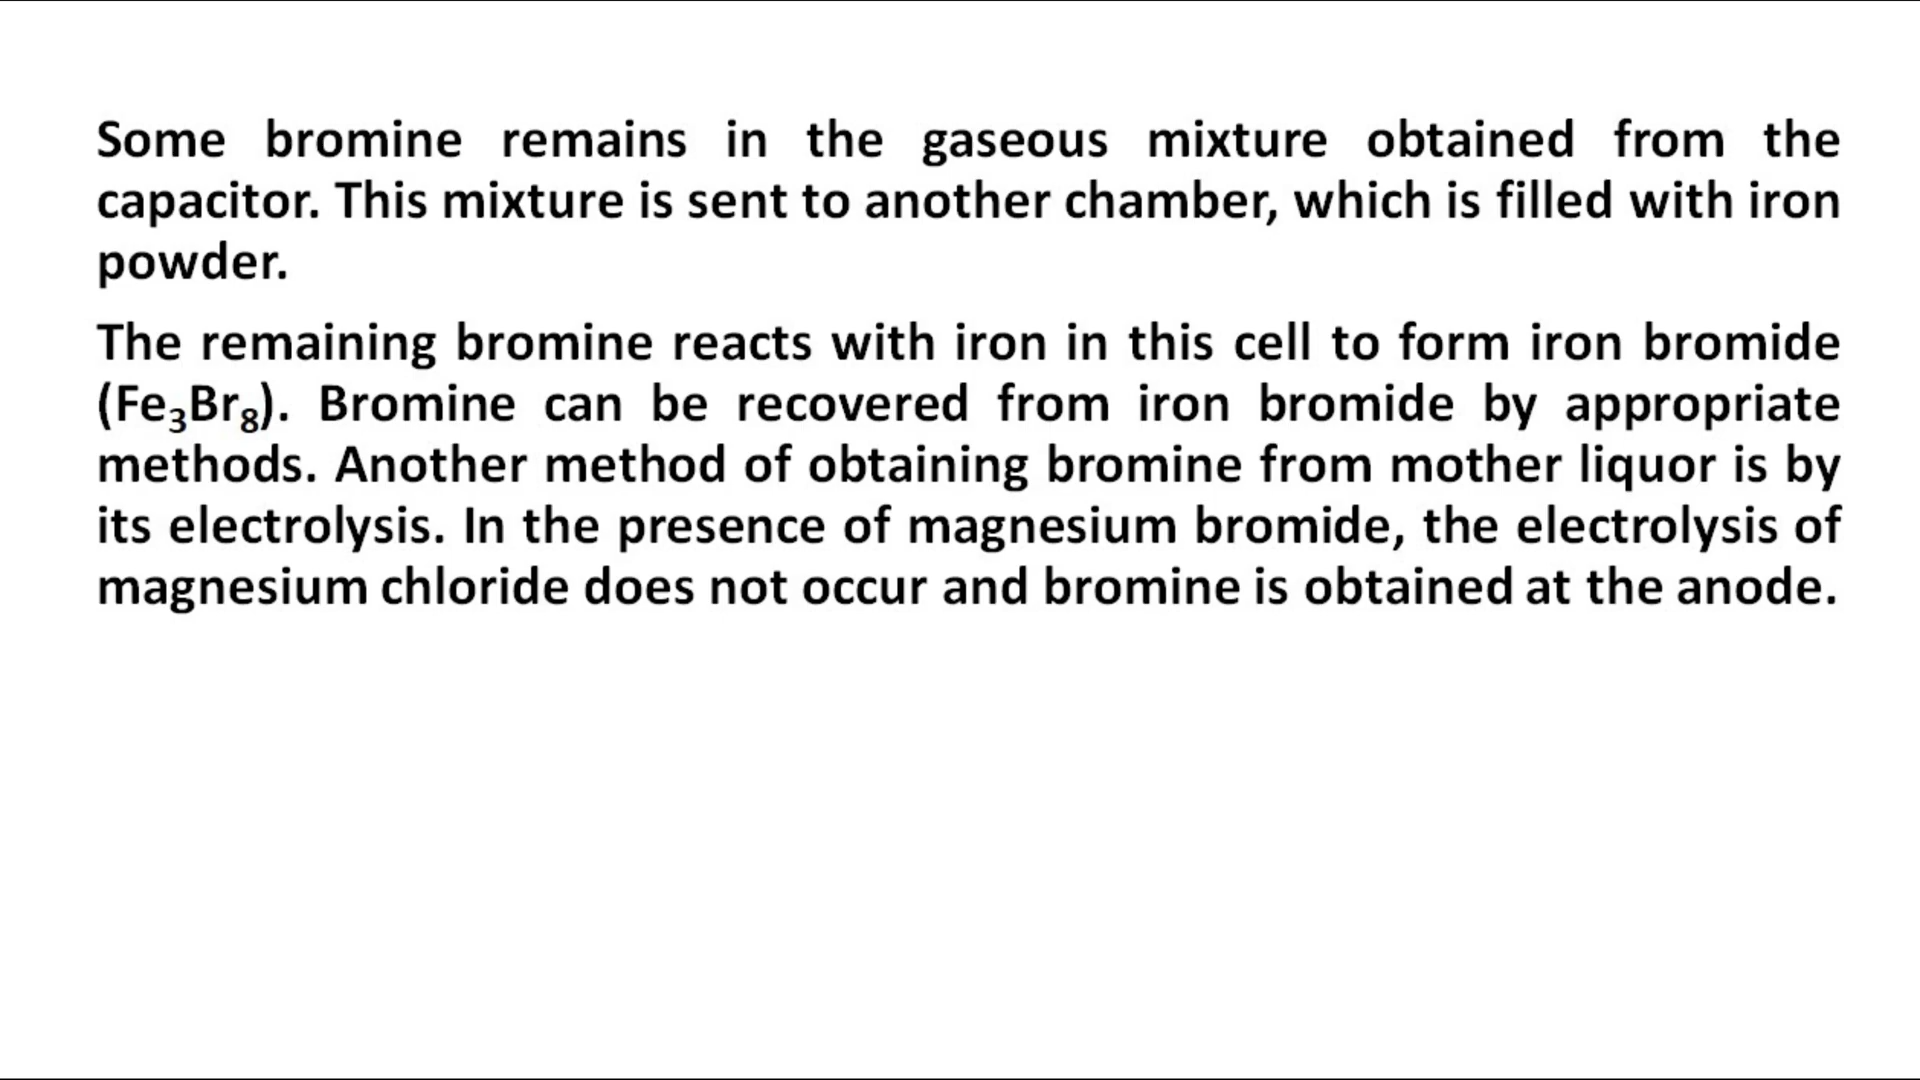 Some bromine remains in the gaseous mixture obtained from the
capacitor. This mixture is sent to another chamber, which is filled with iron
powder.
The remaining bromine reacts with iron in this cell to form iron bromide
(Fe₃Br₈). Bromine can be recovered from iron bromide by appropriate
methods. Another method of obtaining bromine from mother liquor is by
its electrolysis. In the presence of magnesium bromide, the electrolysis of
magnesium chloride does not occur and bromine is obtained at the anode.